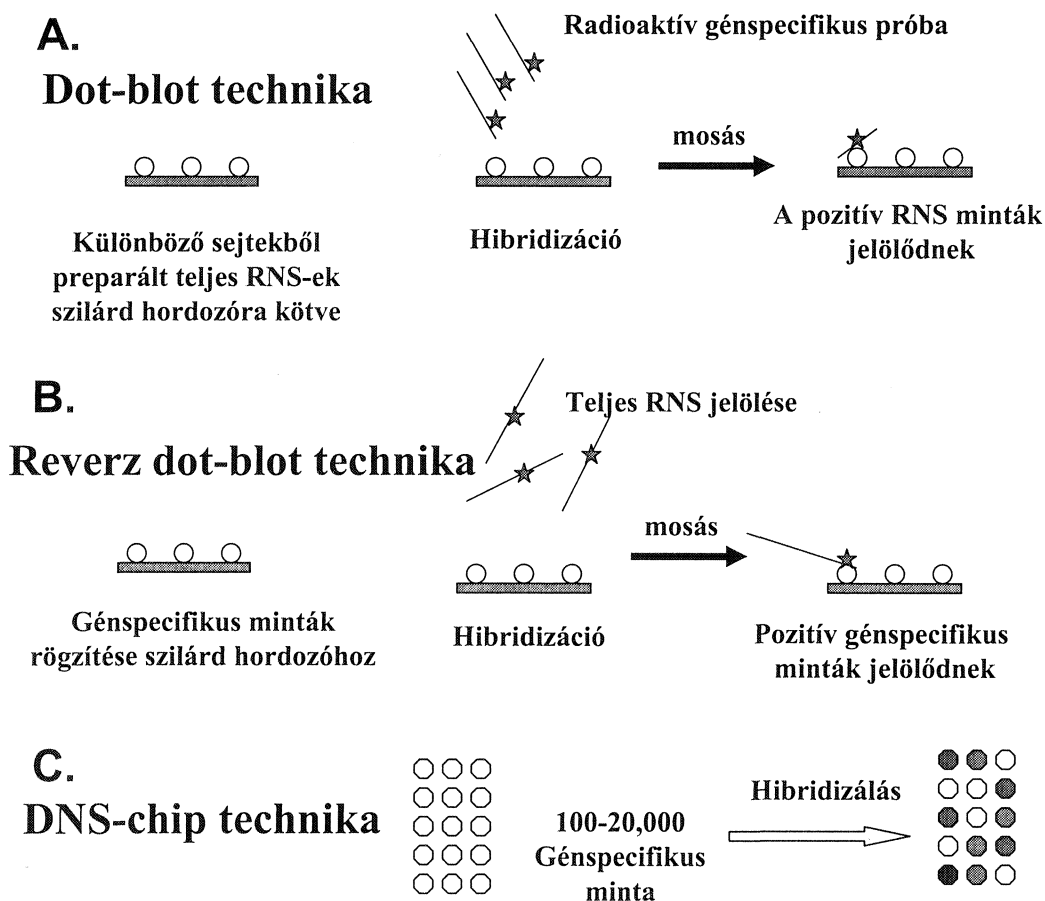 A.
Dot-blot technika
Radioaktív génspecifikus próba
mosás
Különböző sejtekből
preparált teljes RNS-ek
szilárd hordozóra kötve
Hibridizáció
A pozitív RNS minták
jelölődnek
B.
Reverz dot-blot technika
Teljes RNS jelölése
mosás
Génspecifikus minták
rögzítése szilárd hordozóhoz
Hibridizáció
Pozitív génspecifikus
minták jelölődnek
C.
DNS-chip technika
100-20,000
Génspecifikus
minta
Hibridizálás